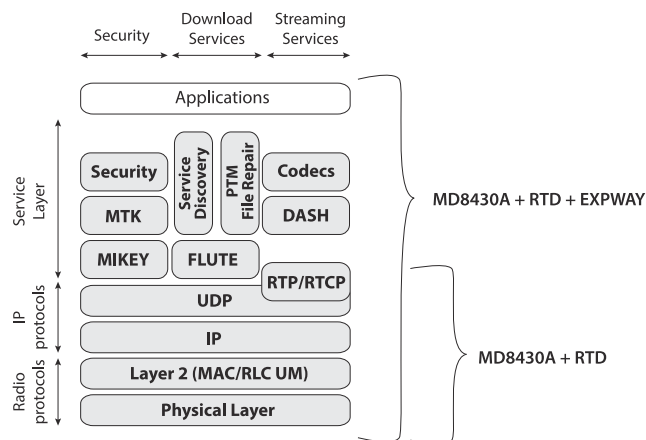 Security
Download
Services
Streaming
Services
Applications
Service
Layer
Security
Service
Discovery
PTM
File Repair
Codecs
MTK
DASH
MIKEY
FLUTE
RTP/RTCP
IP
protocols
UDP
IP
Radio
protocols
Layer 2 (MAC/RLC UM)
Physical Layer
MD8430A + RTD + EXPWAY
MD8430A + RTD